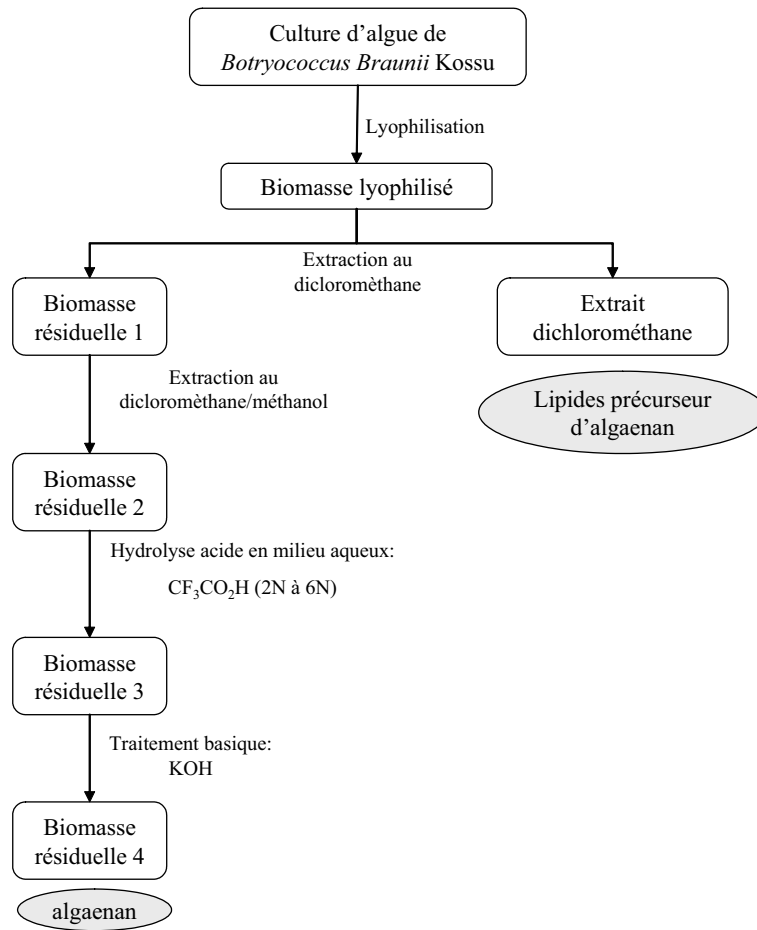 Culture d'algue de
Botryococcus Braunii Kossu
Lyophilisation
Biomasse lyophilisé
Extraction au
dicloromèthane
Biomasse
résiduelle 1
Extrait
dichlorométhane
Extraction au
dicloromèthane/méthanol
Lipides précurseur
d'algaenan
Biomasse
résiduelle 2
Hydrolyse acide en milieu aqueux:
CF₃CO₂H (2N à 6N)
Biomasse
résiduelle 3
Traitement basique:
KOH
Biomasse
résiduelle 4
algaenan